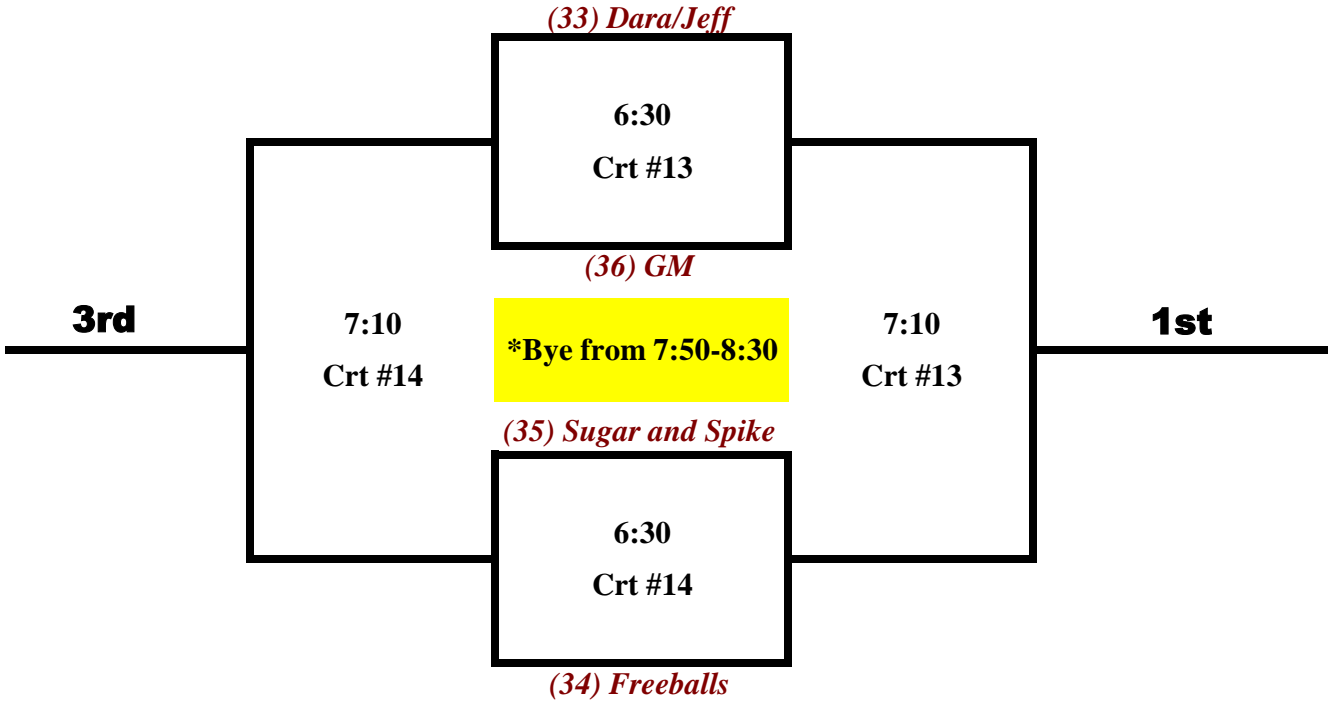 (33) Dara/Jeff
6:30
Crt #13
(36) GM
3rd
7:10
Crt #14
*Bye from 7:50-8:30
7:10
Crt #13
1st
(35) Sugar and Spike
6:30
Crt #14
(34) Freeballs